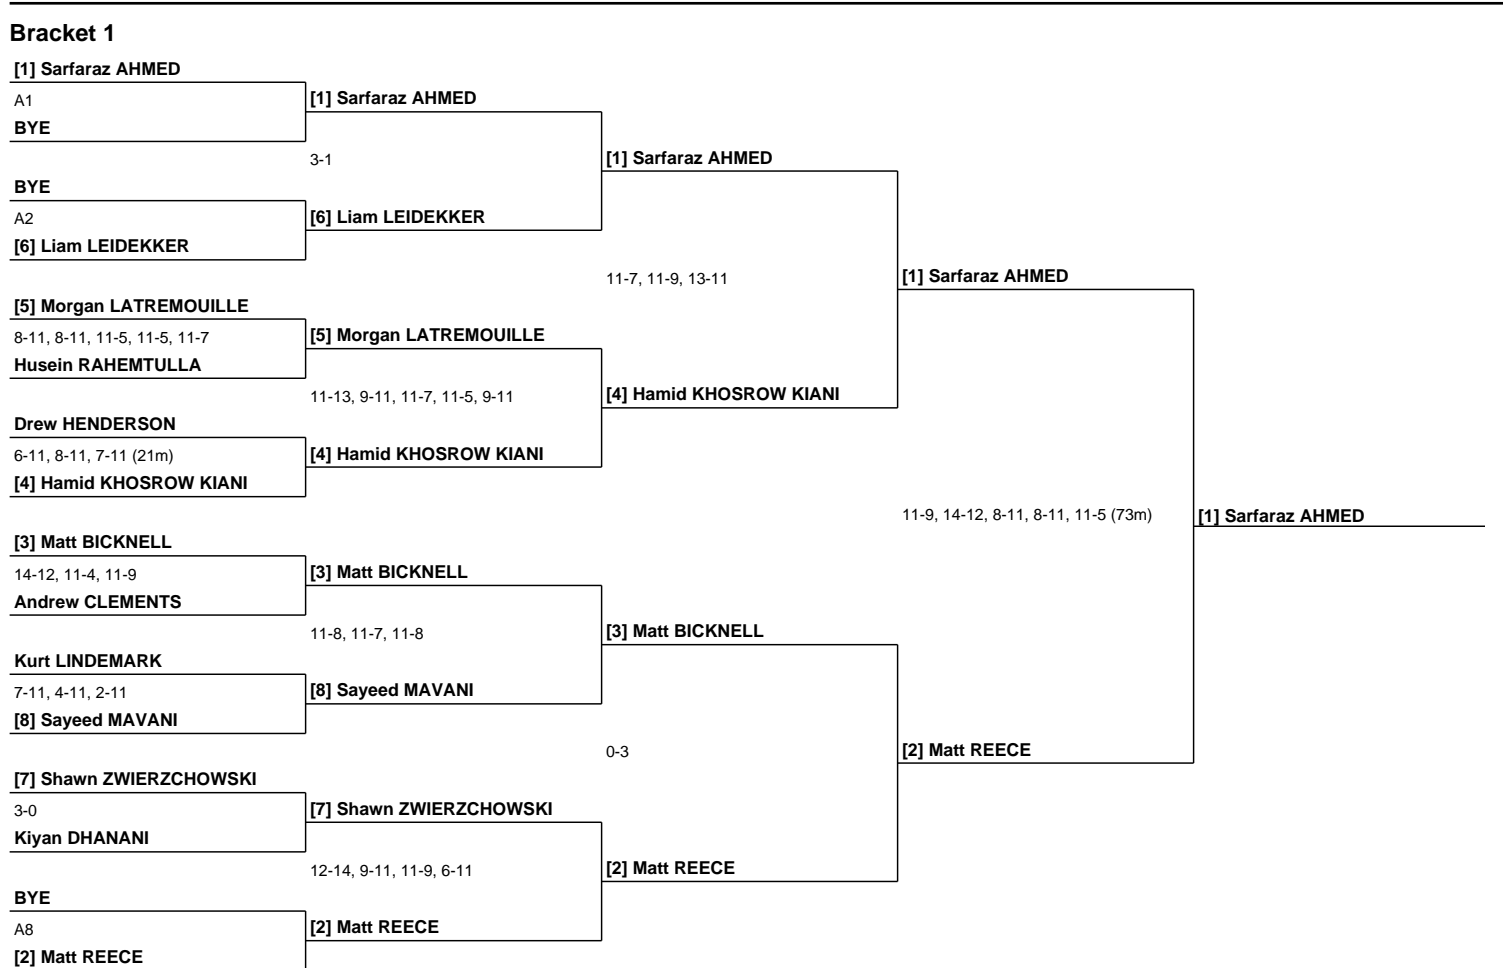 Bracket 1
[1] Sarfaraz AHMED
A1
BYE
BYE
A2
[6] Liam LEIDEKKER
[5] Morgan LATREMOUILLE
8-11, 8-11, 11-5, 11-5, 11-7
Husein RAHEMTULLA
Drew HENDERSON
6-11, 8-11, 7-11 (21m)
[4] Hamid KHOSROW KIANI
[3] Matt BICKNELL
14-12, 11-4, 11-9
Andrew CLEMENTS
Kurt LINDEMARK
7-11, 4-11, 2-11
[8] Sayeed MAVANI
[7] Shawn ZWIERZCHOWSKI
3-0
Kiyan DHANANI
BYE
A8
[2] Matt REECE
[1] Sarfaraz AHMED
3-1
[6] Liam LEIDEKKER
[5] Morgan LATREMOUILLE
11-13, 9-11, 11-7, 11-5, 9-11
[4] Hamid KHOSROW KIANI
[3] Matt BICKNELL
11-8, 11-7, 11-8
[8] Sayeed MAVANI
[7] Shawn ZWIERZCHOWSKI
12-14, 9-11, 11-9, 6-11
[2] Matt REECE
[1] Sarfaraz AHMED
11-7, 11-9, 13-11
[4] Hamid KHOSROW KIANI
[3] Matt BICKNELL
0-3
[2] Matt REECE
[1] Sarfaraz AHMED
11-9, 14-12, 8-11, 8-11, 11-5 (73m)
[2] Matt REECE
[1] Sarfaraz AHMED